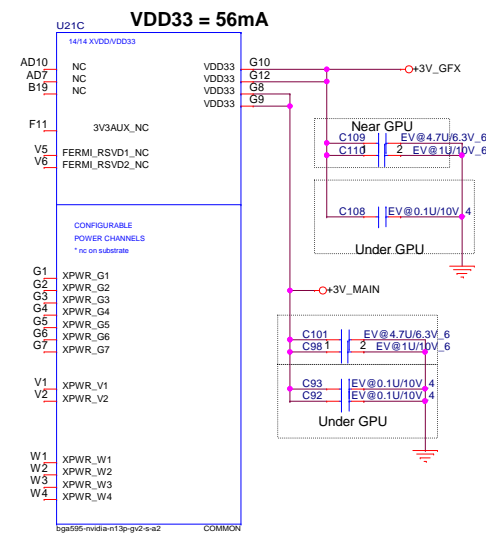 VDD33 = 56mA
U21C
14/14 XVDD/VDD33
AD10 NC VDD33 G10
AD7 NC VDD33 G12
B19 NC VDD33 G8
VDD33 G9
+3V_GFX
F11 3V3AUX_NC
V5 FERMI_RSVD1_NC
V6 FERMI_RSVD2_NC
Near GPU
C109 EV@4.7U/6.3V_6
C110 1 2 EV@1U/10V_6
C108 EV@0.1U/10V_4
Under GPU
CONFIGURABLE
POWER CHANNELS
* nc on substrate
G1 XPWR_G1
G2 XPWR_G2
G3 XPWR_G3
G4 XPWR_G4
G5 XPWR_G5
G6 XPWR_G6
G7 XPWR_G7
+3V_MAIN
C101 EV@4.7U/6.3V_6
C98 1 2 EV@1U/10V_6
V1 XPWR_V1
V2 XPWR_V2
C93 EV@0.1U/10V_4
C92 EV@0.1U/10V_4
Under GPU
W1 XPWR_W1
W2 XPWR_W2
W3 XPWR_W3
W4 XPWR_W4
bga595-nvidia-n13p-gv2-s-a2 COMMON